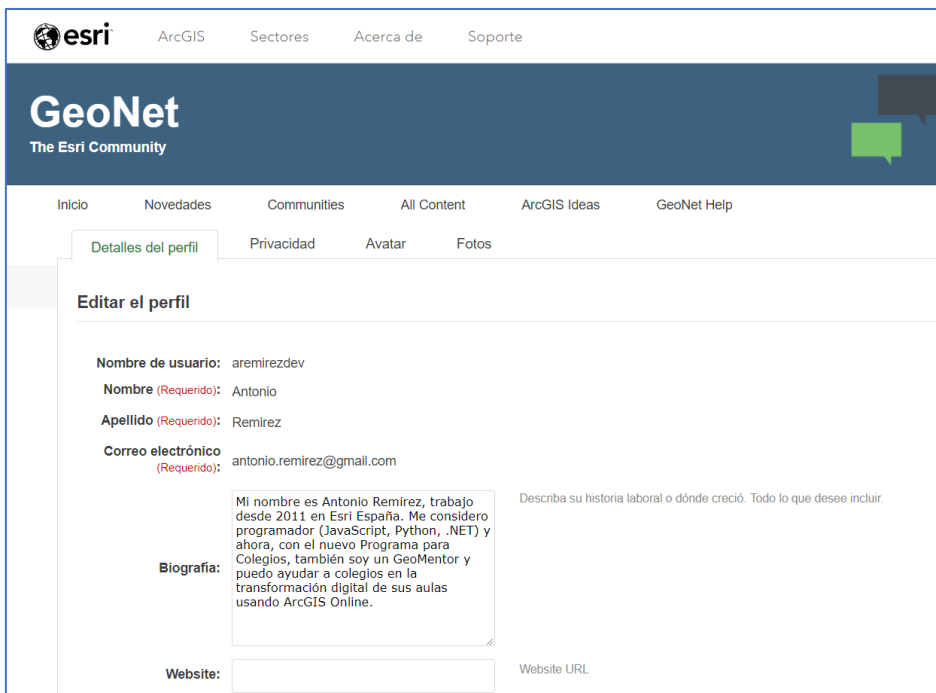 esri
ArcGIS Sectores Acerca de Soporte
GeoNet
The Esri Community
Inicio Novedades Communities All Content ArcGIS Ideas GeoNet Help
Detalles del perfil Privacidad Avatar Fotos
Editar el perfil
Nombre de usuario: aremirezdev
Nombre (Requerido): Antonio
Apellido (Requerido): Remirez
Correo electrónico
(Requerido): antonio.remirez@gmail.com
Biografía:
Mi nombre es Antonio Remírez, trabajo
desde 2011 en Esri España. Me considero
programador (JavaScript, Python, .NET) y
ahora, con el nuevo Programa para
Colegios, también soy un GeoMentor y
puedo ayudar a colegios en la
transformación digital de sus aulas
usando ArcGIS Online.
Describa su historia laboral o dónde creció. Todo lo que desee incluir.
Website:
Website URL